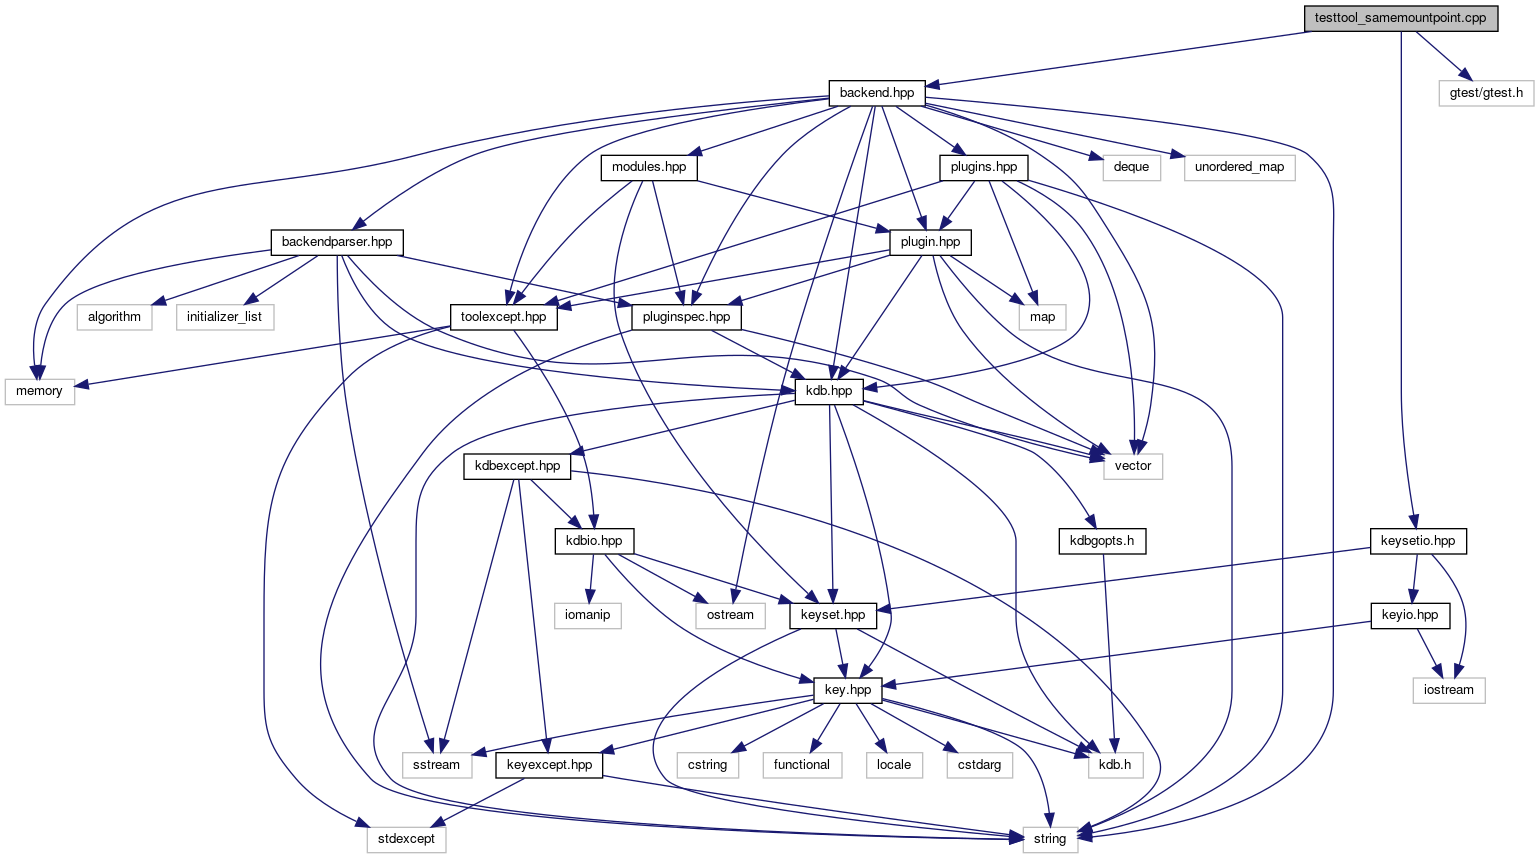 testtool_samemountpoint.cpp
backend.hpp
gtest/gtest.h
modules.hpp
plugins.hpp
deque
unordered_map
backendparser.hpp
plugin.hpp
algorithm
initializer_list
toolexcept.hpp
pluginspec.hpp
map
memory
kdb.hpp
kdbexcept.hpp
vector
kdbio.hpp
kdbgopts.h
keysetio.hpp
iomanip
ostream
keyset.hpp
keyio.hpp
key.hpp
iostream
sstream
keyexcept.hpp
cstring
functional
locale
cstdarg
kdb.h
stdexcept
string